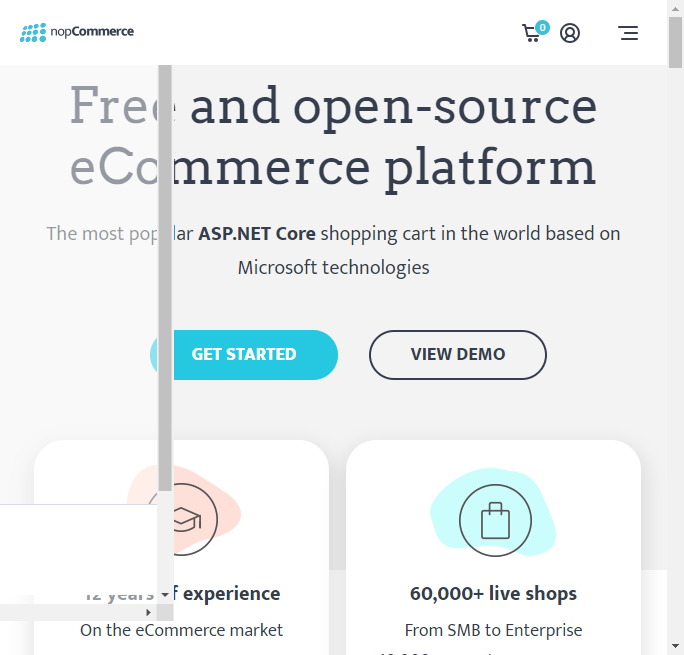 nopCommerce
0
Free and open-source
eCommerce platform
The most popular ASP.NET Core shopping cart in the world based on
Microsoft technologies
GET STARTED
VIEW DEMO
12 years of experience
On the eCommerce market
60,000+ live shops
From SMB to Enterprise